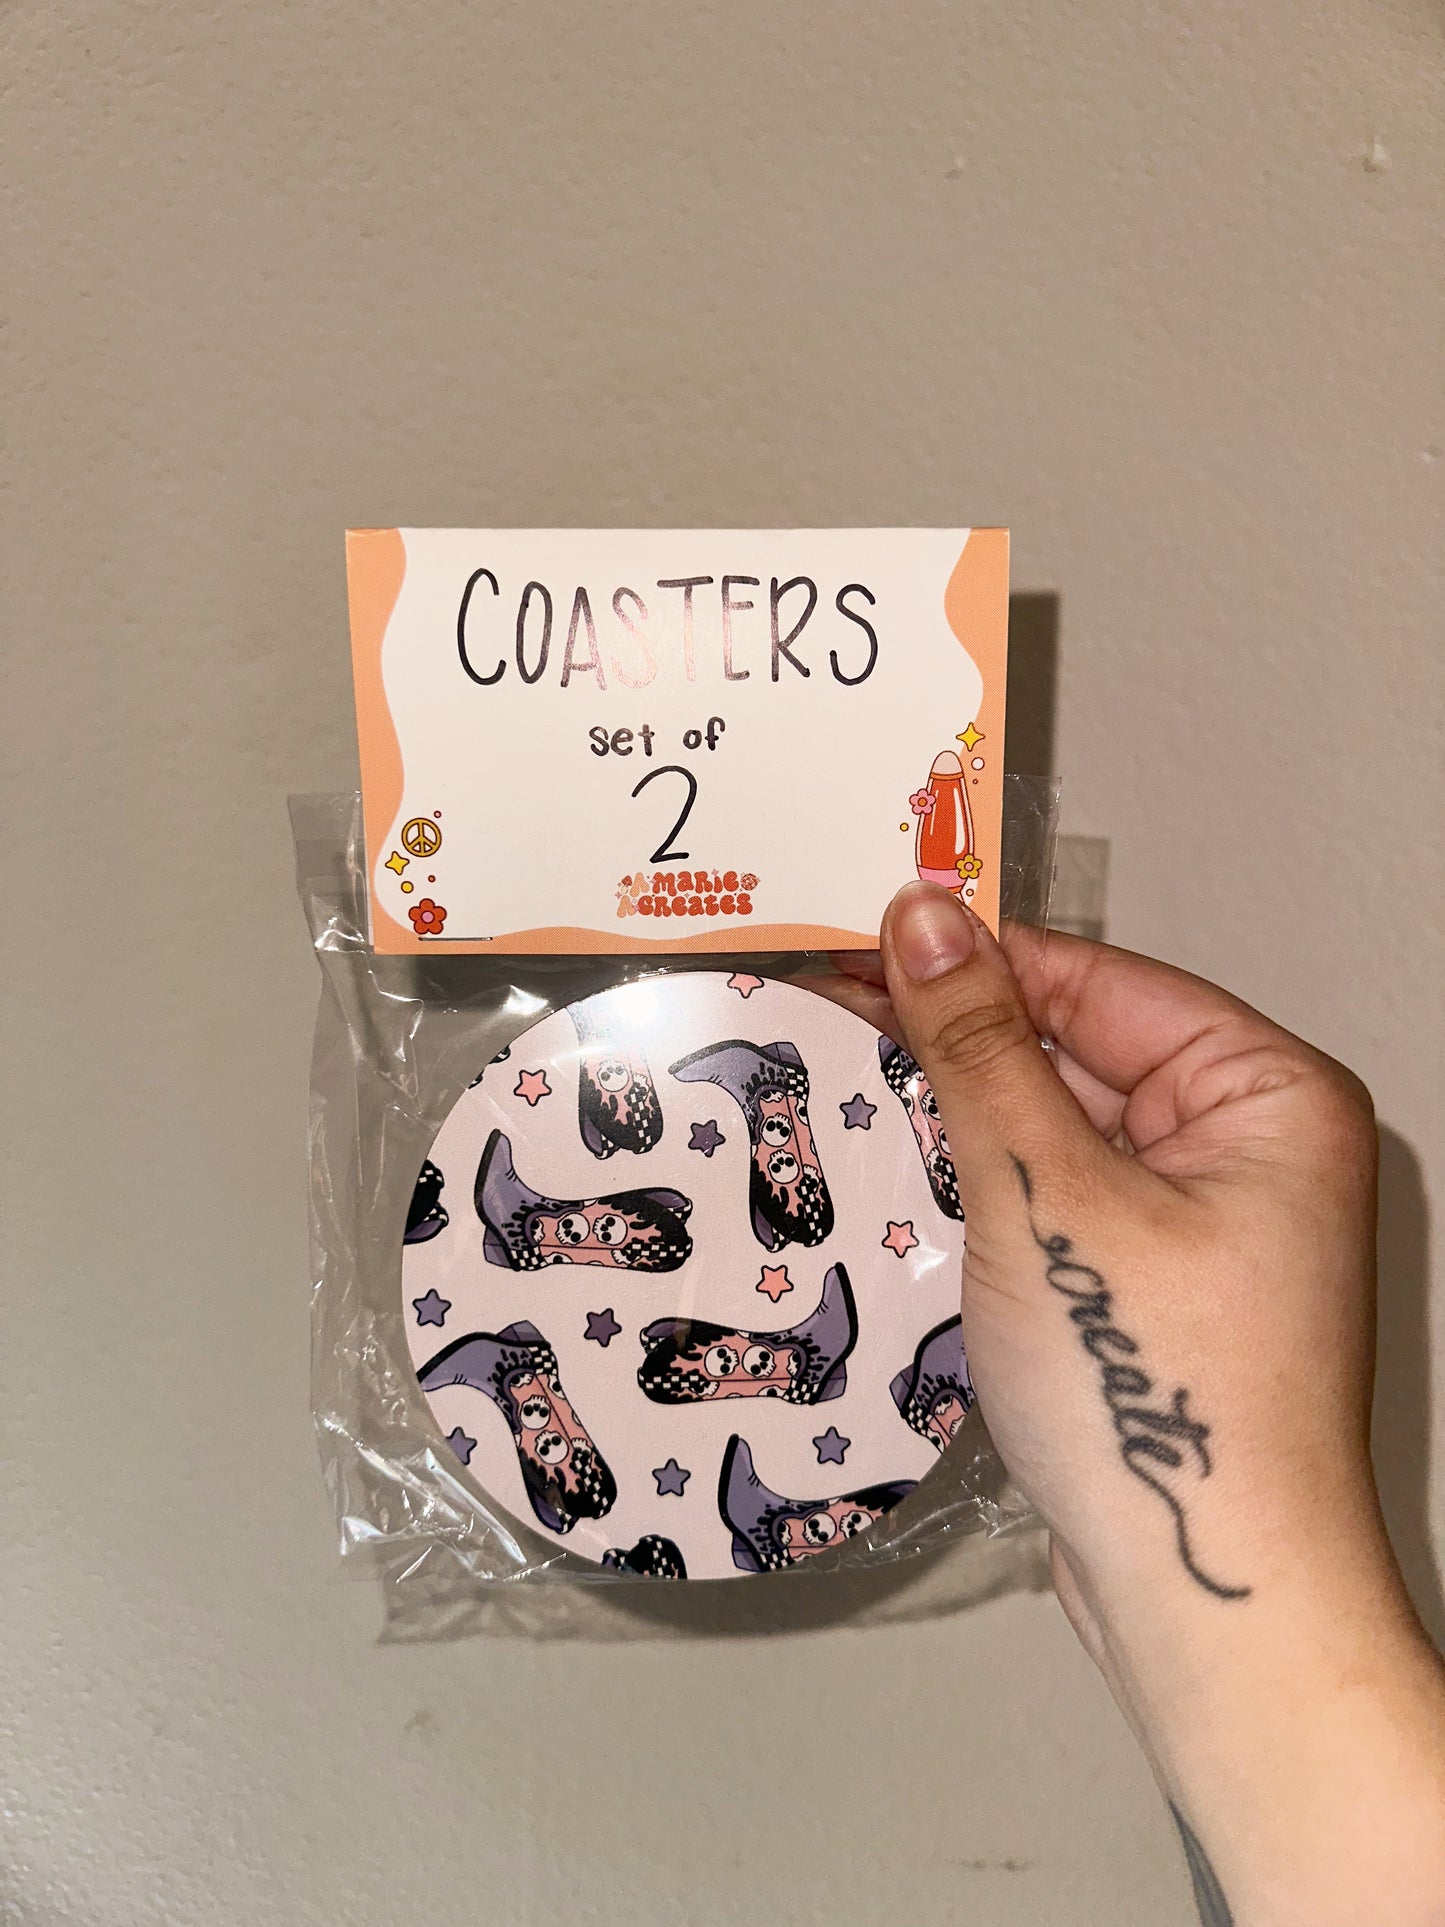 COASTERS
set of
2
A MARIE
CREATES
create